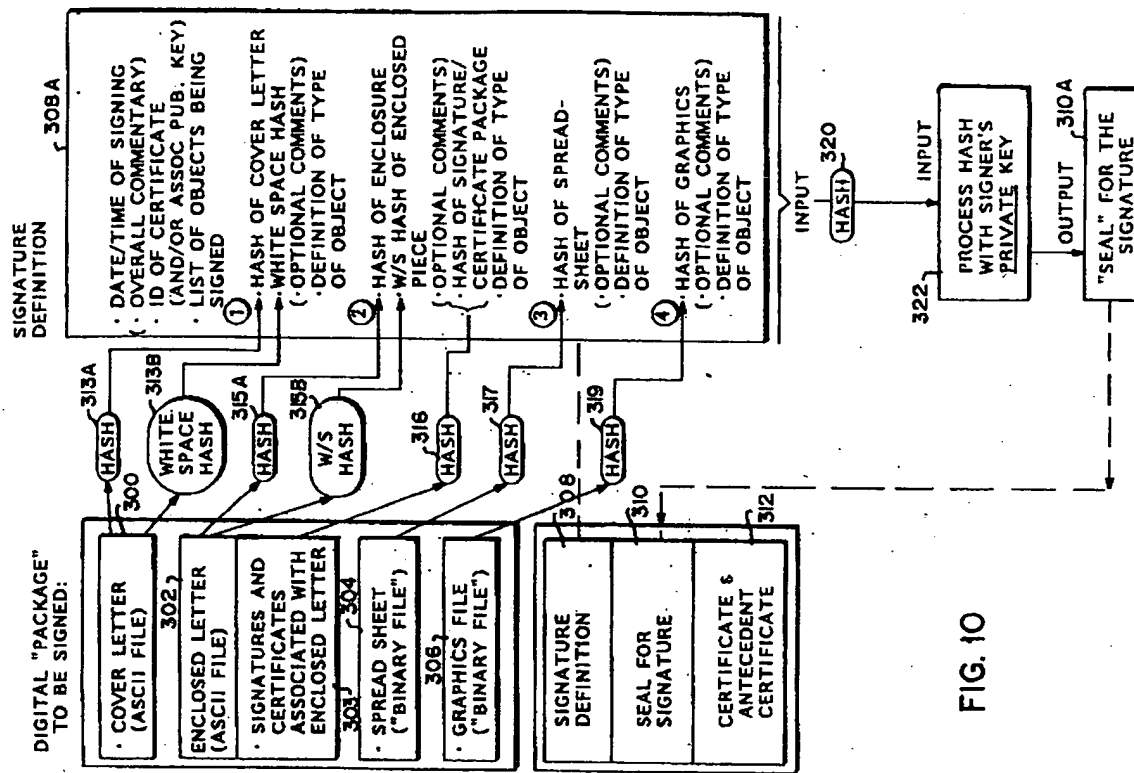 DIGITAL "PACKAGE"
TO BE SIGNED:
300
· COVER LETTER
(ASCII FILE)
302
ENCLOSED LETTER
(ASCII FILE)
· SIGNATURES AND
CERTIFICATES
ASSOCIATED WITH
ENCLOSED LETTER
303
304
· SPREAD SHEET
("BINARY FILE")
306
· GRAPHICS FILE
("BINARY FILE")
HASH
313A
WHITE
SPACE
HASH
313B
HASH
315A
W/S
HASH
315B
HASH
316
HASH
317
HASH
319
SIGNATURE
DEFINITION
308A
· DATE/TIME OF SIGNING
(· OVERALL COMMENTARY)
· ID OF CERTIFICATE
(AND/OR ASSOC PUB. KEY)
· LIST OF OBJECTS BEING
SIGNED
1 · HASH OF COVER LETTER
· WHITE SPACE HASH
(· OPTIONAL COMMENTS)
· DEFINITION OF TYPE
OF OBJECT
2 · HASH OF ENCLOSURE
· W/S HASH OF ENCLOSED
PIECE
(· OPTIONAL COMMENTS)
· HASH OF SIGNATURE/
CERTIFICATE PACKAGE
· DEFINITION OF TYPE
OF OBJECT
3 · HASH OF SPREAD-
SHEET
(· OPTIONAL COMMENTS)
· DEFINITION OF TYPE
OF OBJECT
4 · HASH OF GRAPHICS
(· OPTIONAL COMMENTS)
· DEFINITION OF TYPE
OF OBJECT
INPUT
HASH
320
INPUT
322
PROCESS HASH
WITH SIGNER'S
PRIVATE KEY
OUTPUT
310A
"SEAL" FOR THE
SIGNATURE
308
SIGNATURE
DEFINITION
310
SEAL FOR
SIGNATURE
312
CERTIFICATE &
ANTECEDENT
CERTIFICATE
FIG. 10